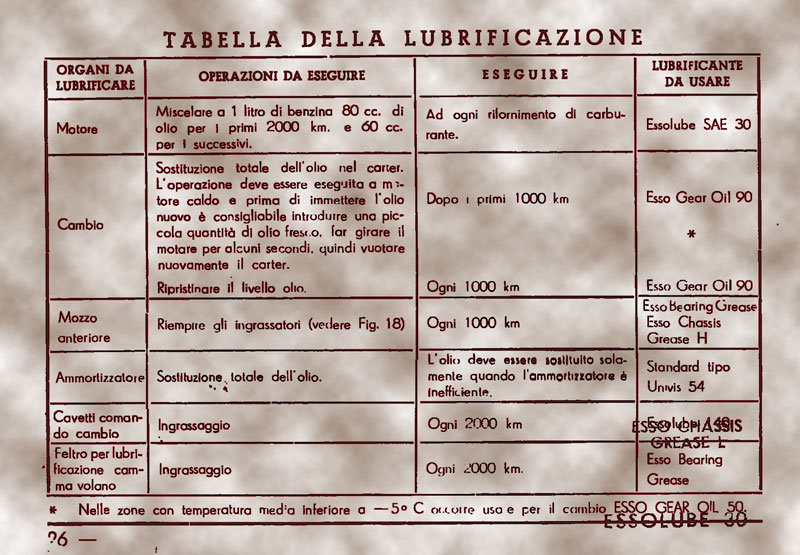 TABELLA DELLA LUBRIFICAZIONE
ORGANI DA
LUBRIFICARE
OPERAZIONI DA ESEGUIRE
ESEGUIRE
LUBRIFICANTE
DA USARE
Motore
Miscelare a 1 litro di benzina 80 cc. di
olio per i primi 2000 km. e 60 cc.
per i successivi.
Ad ogni rifornimento di carbu-
rante.
Essolube SAE 30
Cambio
Sostituzione totale dell'olio nel carter.
L'operazione deve essere eseguita a mo-
tore caldo e prima di immettere l'olio
nuovo è consigliabile introdurre una pic-
cola quantità di olio fresco, far girare il
motare per alcuni secondi, quindi vuotare
nuovamente il carter.
Dopo i primi 1000 km
Esso Gear Oil 90
*
Ripristinare il livello olio.
Ogni 1000 km
Esso Gear Oil 90
Mozzo
anteriore
Riempire gli ingrassatori (vedere Fig. 18)
Ogni 1000 km
Esso Bearing Grease
Esso Chassis
Grease H
Ammortizzatore
Sostituzione totale dell'olio.
L'olio deve essere sostituito sola-
mente quando l'ammortizzatore è
inefficiente.
Standard tipo
Univis 54
Cavetti coman-
do cambio
Ingrassaggio
Ogni 2000 km
Essolube 140
ESSO CHASSIS
GREASE L
Feltro per lubri-
ficazione cam-
ma volano
Ingrassaggio
Ogni 2000 km.
Esso Bearing
Grease
* Nelle zone con temperatura media inferiore a —5° C occorre usare per il cambio ESSO GEAR OIL 50.
ESSOLUBE 30
26 —